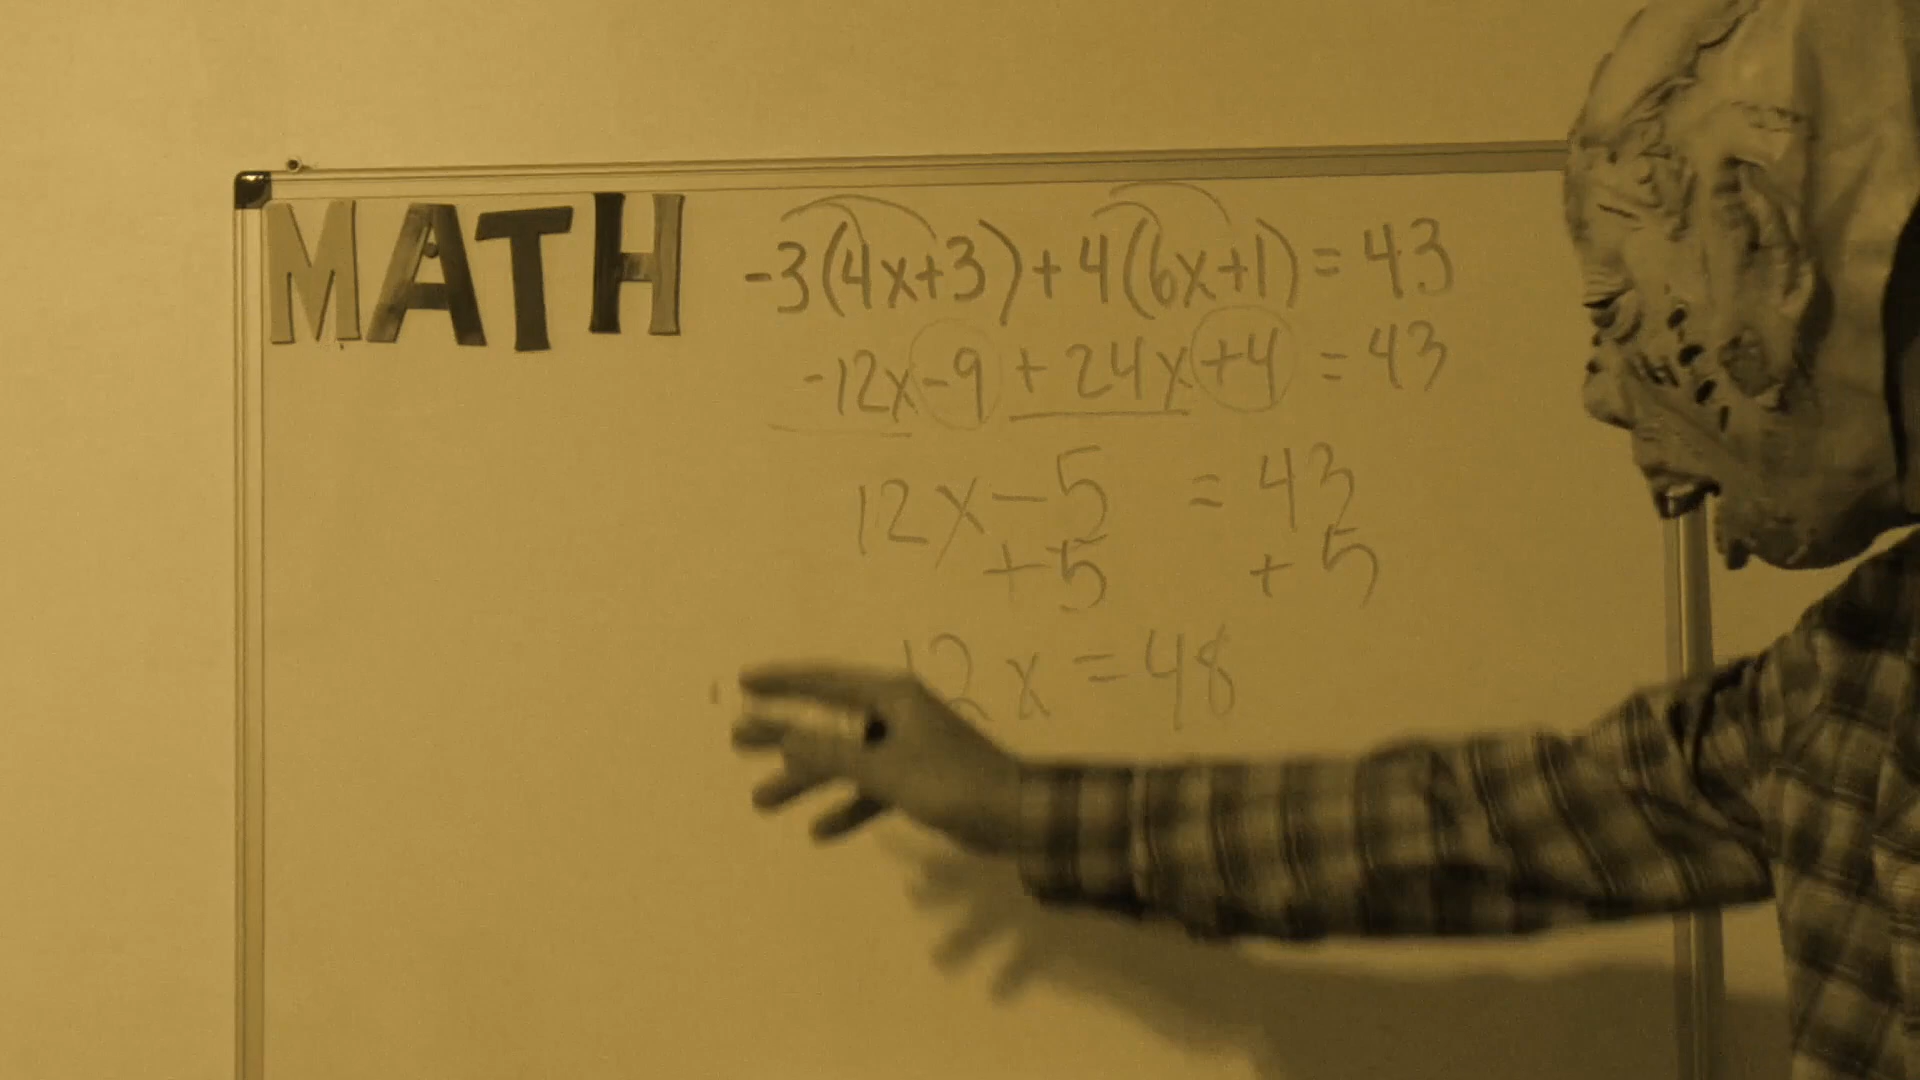 MATH
-3(4x+3)+4(6x+1)=43
-12x-9+24x+4=43
12x-5=43
+5 +5
12x=48